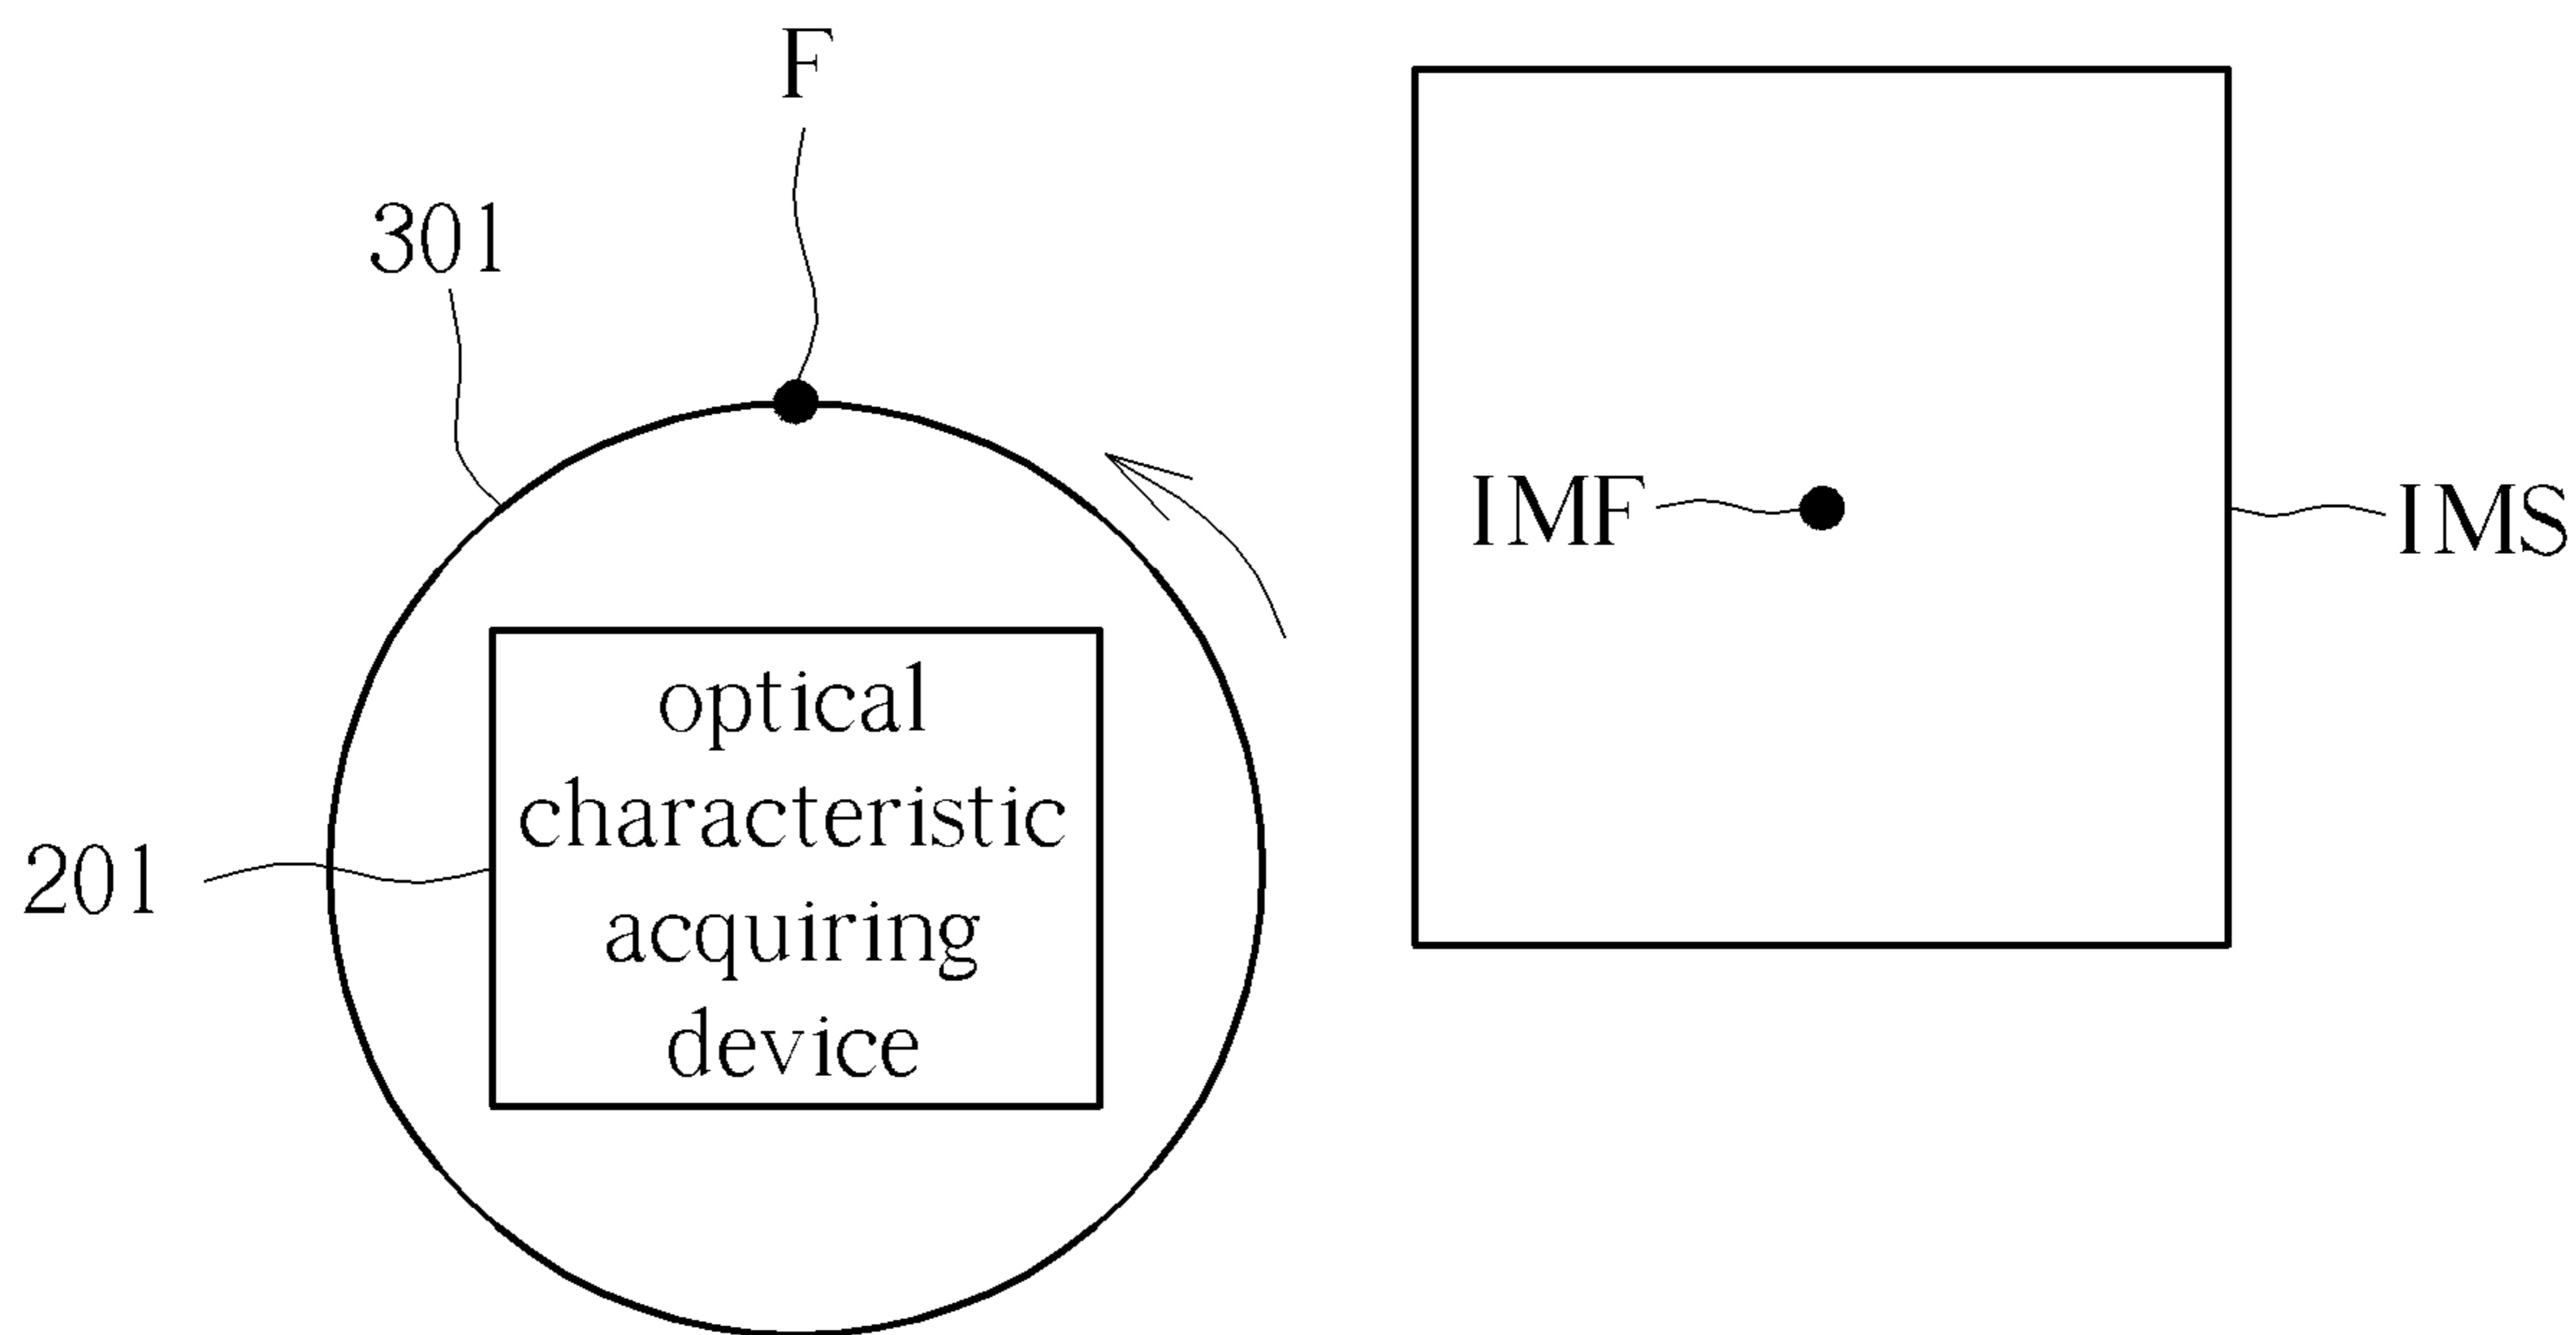 F
301
IMF
IMS
optical
characteristic
acquiring
device
201